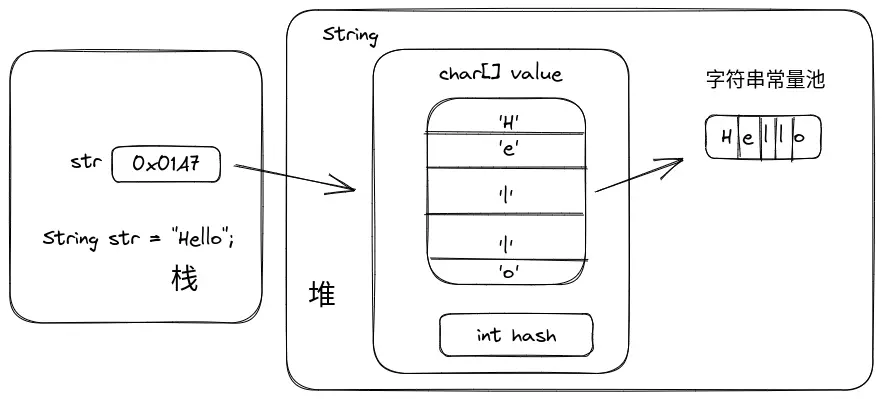 str
0x01A7
String str = "Hello";
栈
String
堆
char[] value
'H'
'e'
'l'
'l'
'o'
int hash
字符串常量池
H e l l o